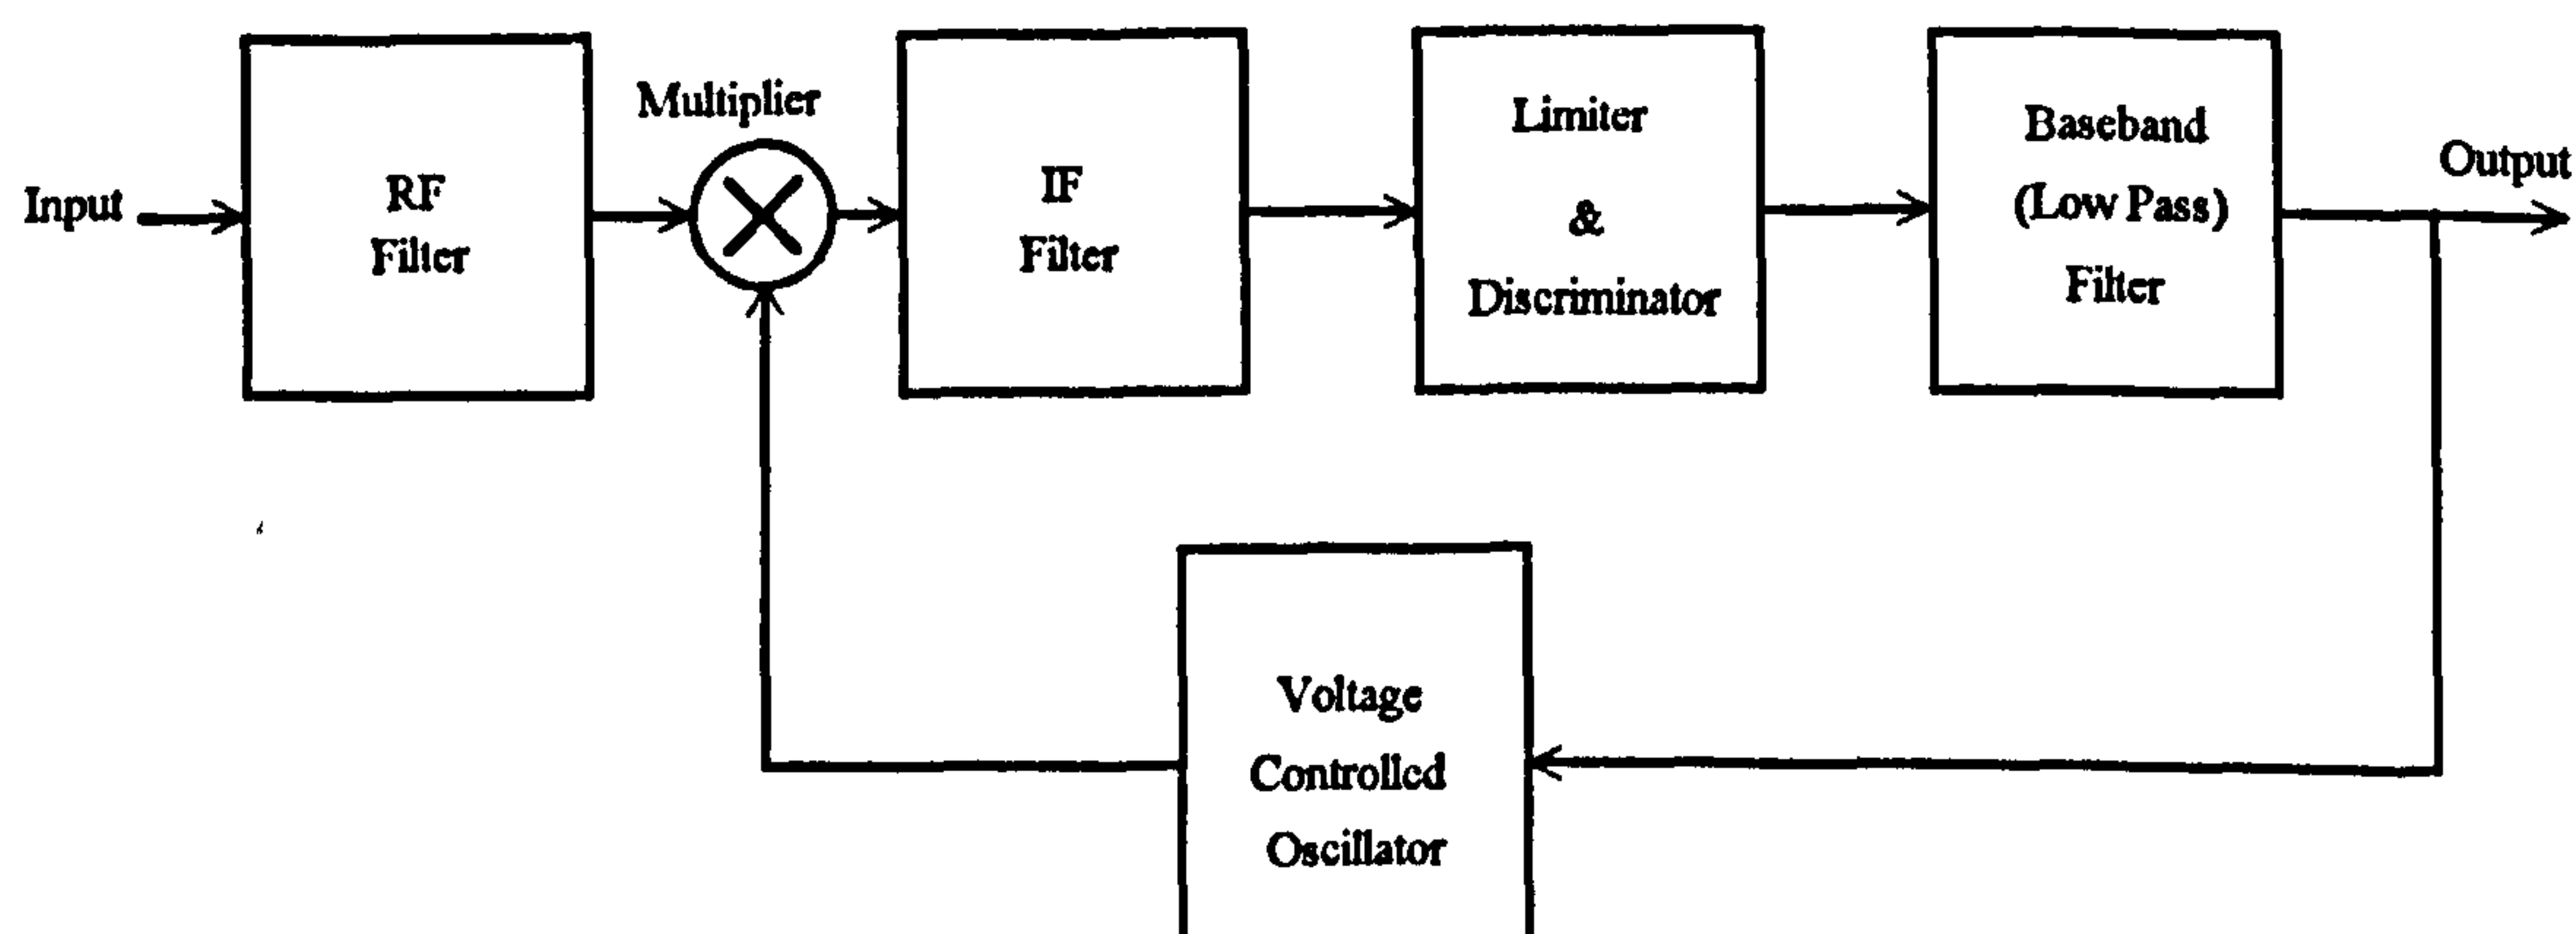 Input
RF
Filter
Multiplier
IF
Filter
Limiter
&
Discriminator
Baseband
(Low Pass)
Filter
Output
Voltage
Controlled
Oscillator